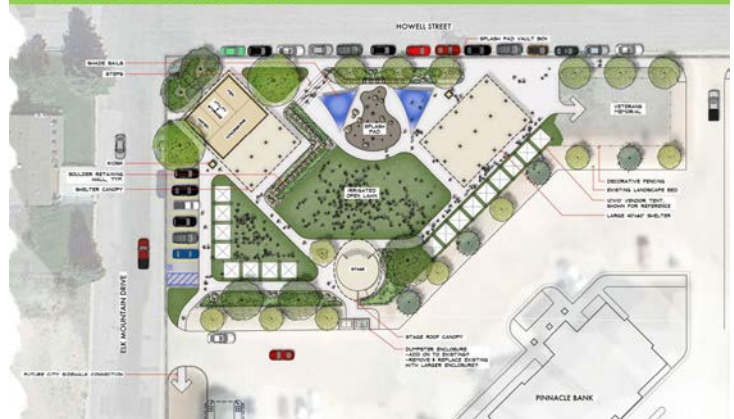 HOWELL STREET
SPLASH PAD VAULT BOX
SHADE SAILS
STEPS
SPLASH
PAD
VETERANS
MEMORIAL
KIOSK
BOULDER RETAINING
WALL, TYP.
SHELTER CANOPY
IRRIGATED
OPEN LAWN
DECORATIVE FENCING
EXISTING LANDSCAPE BED
10'X10' VENDOR TENT,
SHOWN FOR REFERENCE
LARGE 40'X60' SHELTER
STAGE
ELK MOUNTAIN DRIVE
STAGE ROOF CANOPY
DUMPSTER ENCLOSURE
-ADD ON TO EXISTING?
-REMOVE & REPLACE EXISTING
WITH LARGER ENCLOSURE?
FUTURE CITY SIDEWALK CONNECTION
PINNACLE BANK